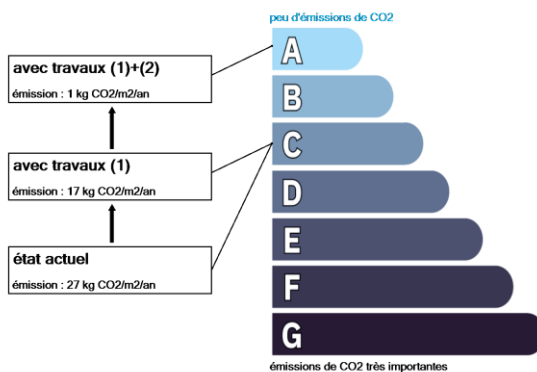 peu d'émissions de CO2
avec travaux (1)+(2)
émission : 1 kg CO2/m2/an
avec travaux (1)
émission : 17 kg CO2/m2/an
état actuel
émission : 27 kg CO2/m2/an
A
B
C
D
E
F
G
émissions de CO2 très importantes